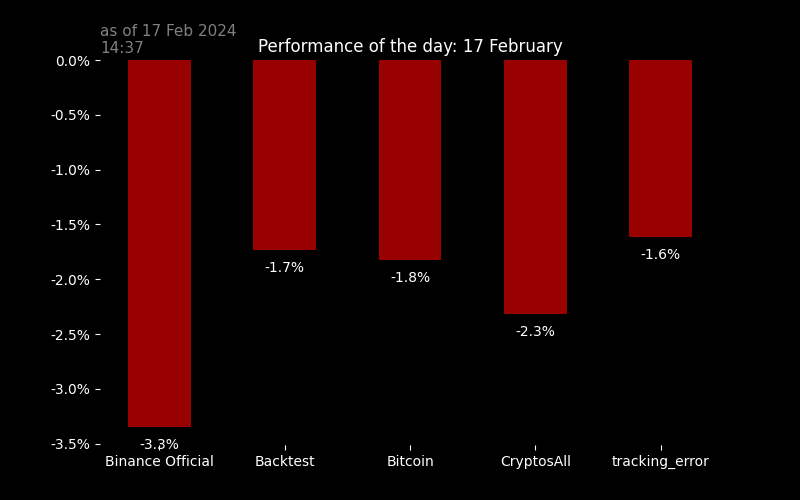 as of 17 Feb 2024
14:37
Performance of the day: 17 February
0.0%
-0.5%
-1.0%
-1.5%
-2.0%
-2.5%
-3.0%
-3.5%
-3.3%
-1.7%
-1.8%
-2.3%
-1.6%
Binance Official
Backtest
Bitcoin
CryptosAll
tracking_error